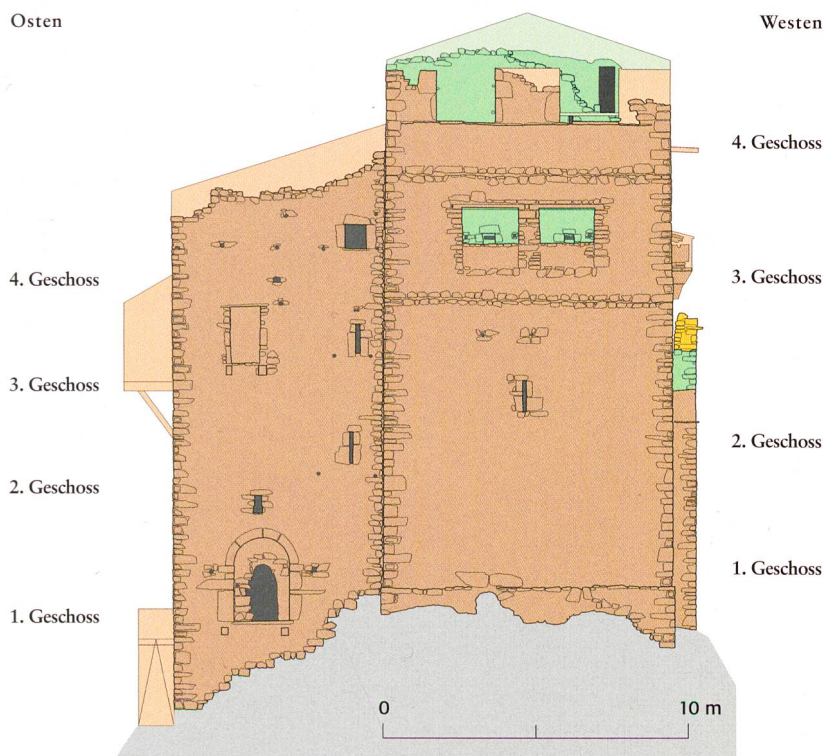 Osten
Westen
4. Geschoss
4. Geschoss
3. Geschoss
3. Geschoss
2. Geschoss
2. Geschoss
1. Geschoss
1. Geschoss
0
10 m